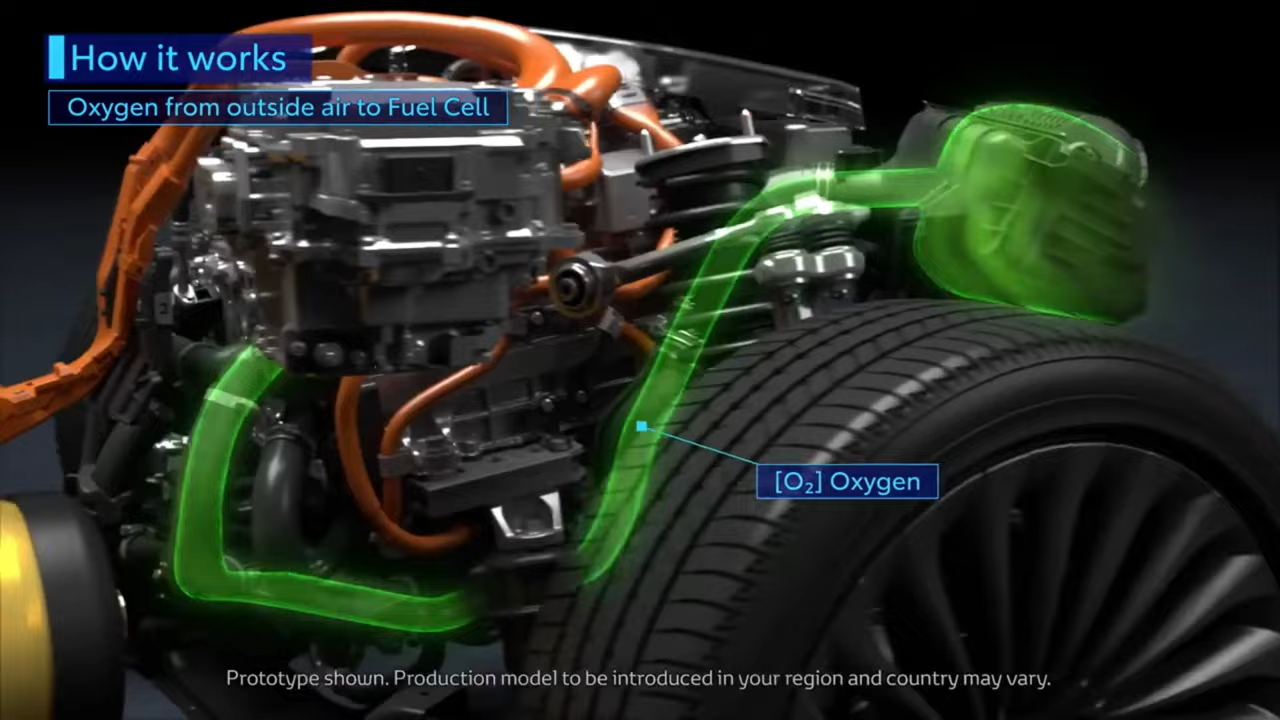 How it works
Oxygen from outside air to Fuel Cell
[O₂] Oxygen
Prototype shown. Production model to be introduced in your region and country may vary.